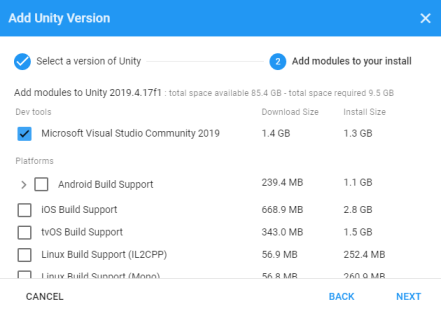 Add Unity Version
Select a version of Unity
2 Add modules to your install
Add modules to Unity 2019.4.17f1 : total space available 85.4 GB - total space required 9.5 GB
Dev tools Download Size Install Size
Microsoft Visual Studio Community 2019 1.4 GB 1.3 GB
Platforms
Android Build Support 239.4 MB 1.1 GB
iOS Build Support 668.9 MB 2.8 GB
tvOS Build Support 343.0 MB 1.5 GB
Linux Build Support (IL2CPP) 56.9 MB 252.4 MB
Linux Build Support (Mono) 56.8 MB 260.9 MB
CANCEL BACK NEXT